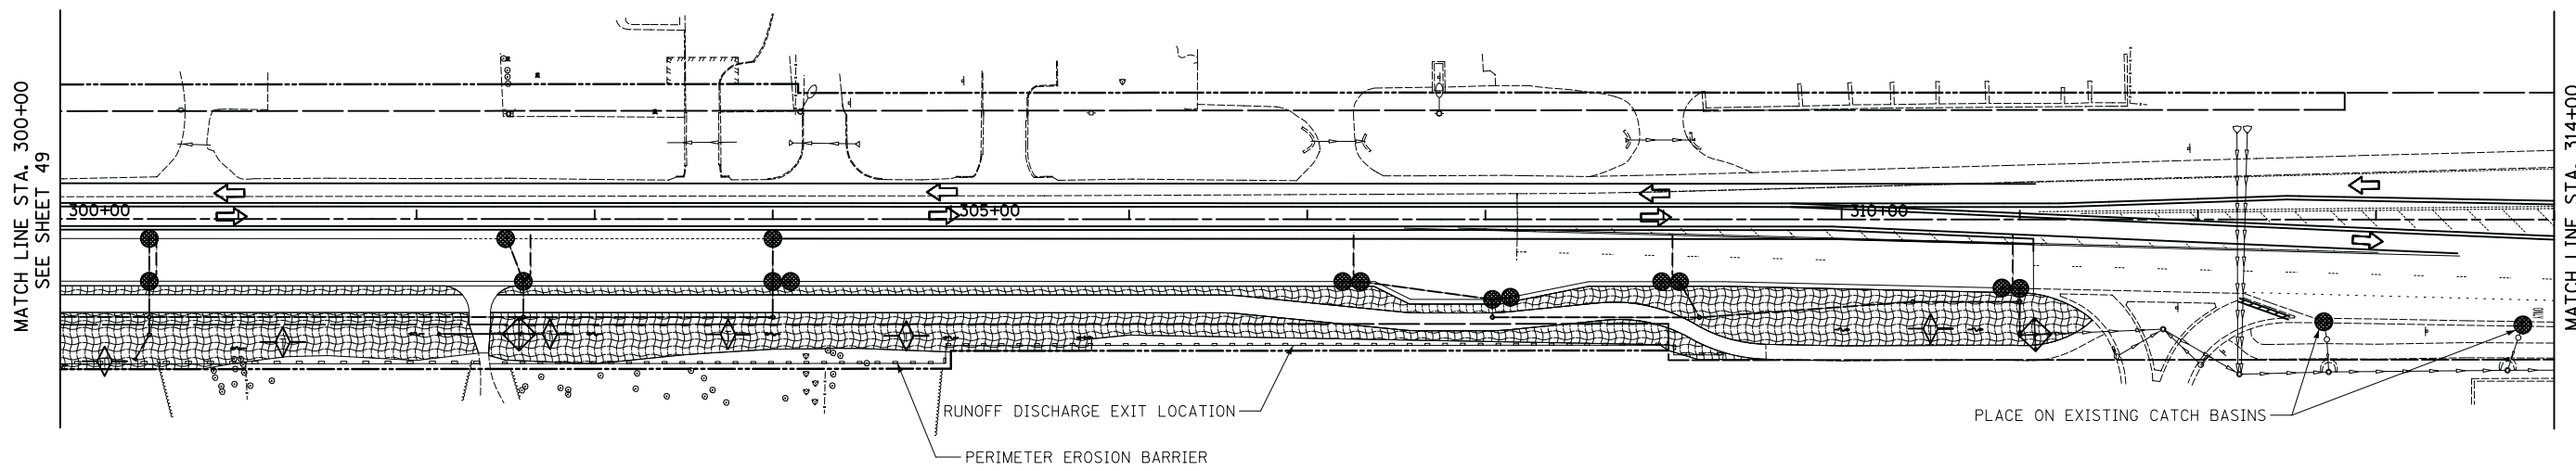 MATCH LINE STA. 300+00
SEE SHEET 49
300+00
305+00
310+00
MATCH LINE STA. 314+00
RUNOFF DISCHARGE EXIT LOCATION
PLACE ON EXISTING CATCH BASINS
PERIMETER EROSION BARRIER